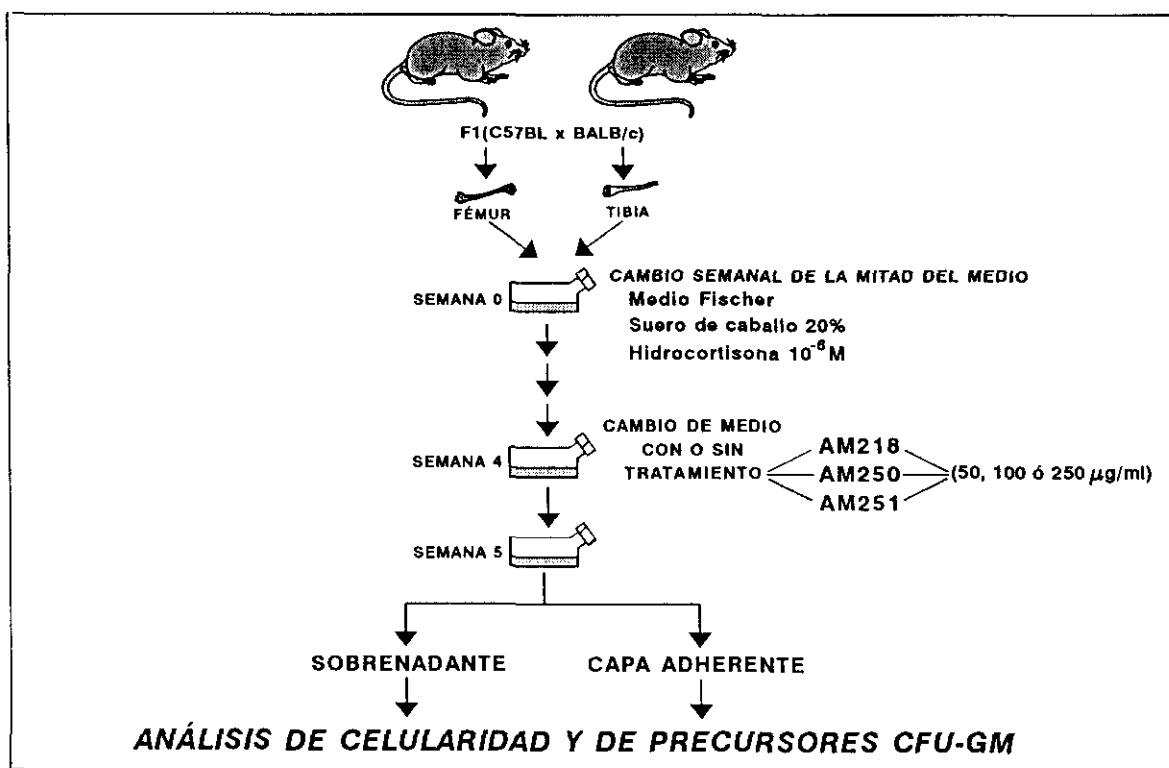 F1(C57BL x BALB/c)
FÉMUR
TIBIA
SEMANA 0
CAMBIO SEMANAL DE LA MITAD DEL MEDIO
Medio Fischer
Suero de caballo 20%
Hidrocortisona 10⁻⁶ M
SEMANA 4
CAMBIO DE MEDIO
CON O SIN
TRATAMIENTO
AM218
AM250
AM251
(50, 100 ó 250 µg/ml)
SEMANA 5
SOBRENADANTE
CAPA ADHERENTE
ANÁLISIS DE CELULARIDAD Y DE PRECURSORES CFU-GM